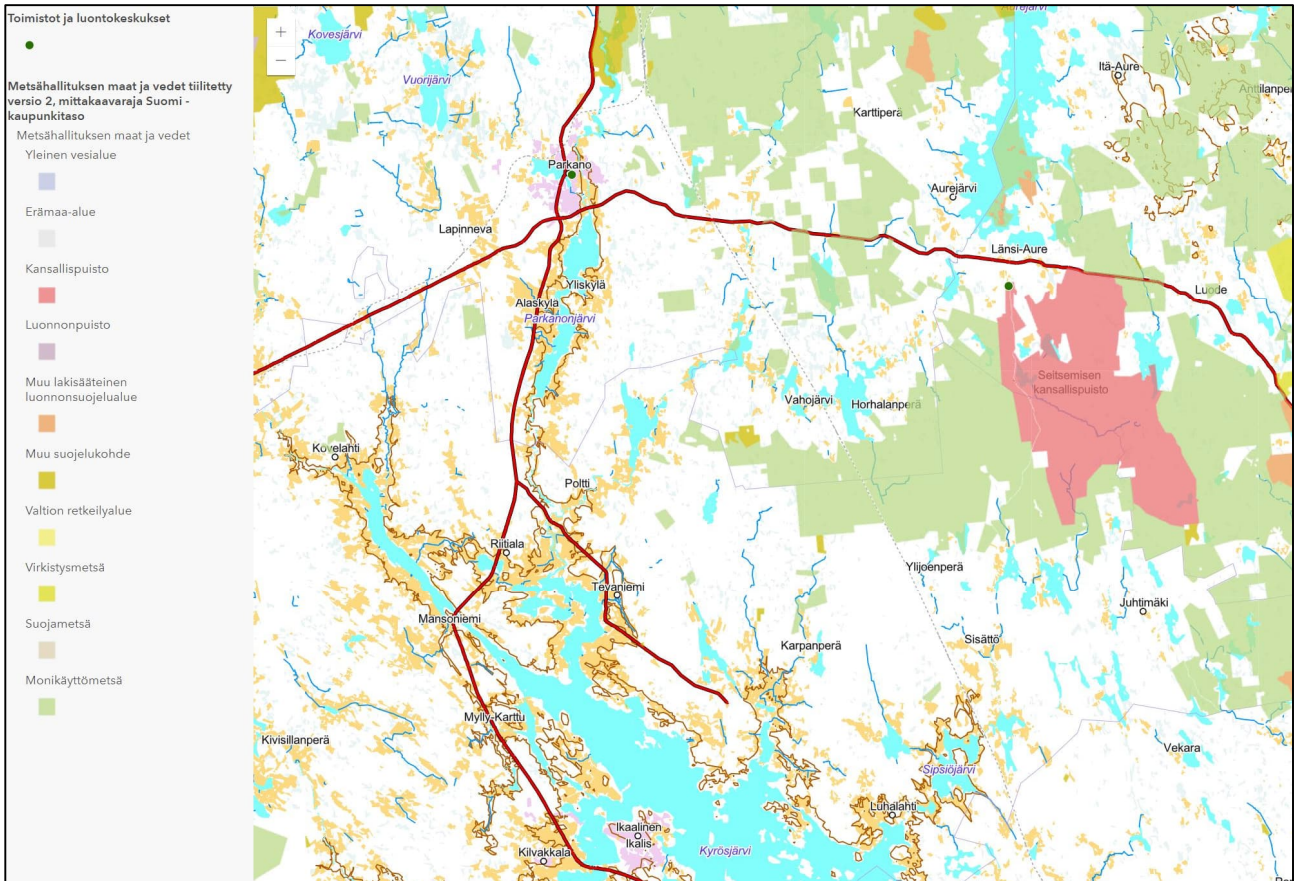 Toimistot ja luontokeskukset
Metsähallituksen maat ja vedet tiilitetty
versio 2, mittakaavaraja Suomi -
kaupunkitaso
Metsähallituksen maat ja vedet
Yleinen vesialue
Erämaa-alue
Kansallispuisto
Luonnonpuisto
Muu lakisääteinen
luonnonsuojelualue
Muu suojelukohde
Valtion retkeilyalue
Virkistysmetsä
Suojametsä
Monikäyttömetsä
+
−
Kovesjärvi
Aurejärvi
Vuorijärvi
Itä-Aure
Karttiperä
Parkano
Aurejärvi
Lapinneva
Länsi-Aure
Yliskylä
Luode
Alaskylä
Parkanonjärvi
Seitsemisen
kansallispuisto
Vahojärvi
Horhalanperä
Kovelahti
Poltti
Riitiala
Ylijoenperä
Tevaniemi
Juhtimäki
Mansoniemi
Sisättö
Karpanperä
Mylly-Karttu
Kivisillanperä
Vekara
Sipsiöjärvi
Luhalahti
Ikaalinen
Ikalis
Kyrösjärvi
Kilvakkala